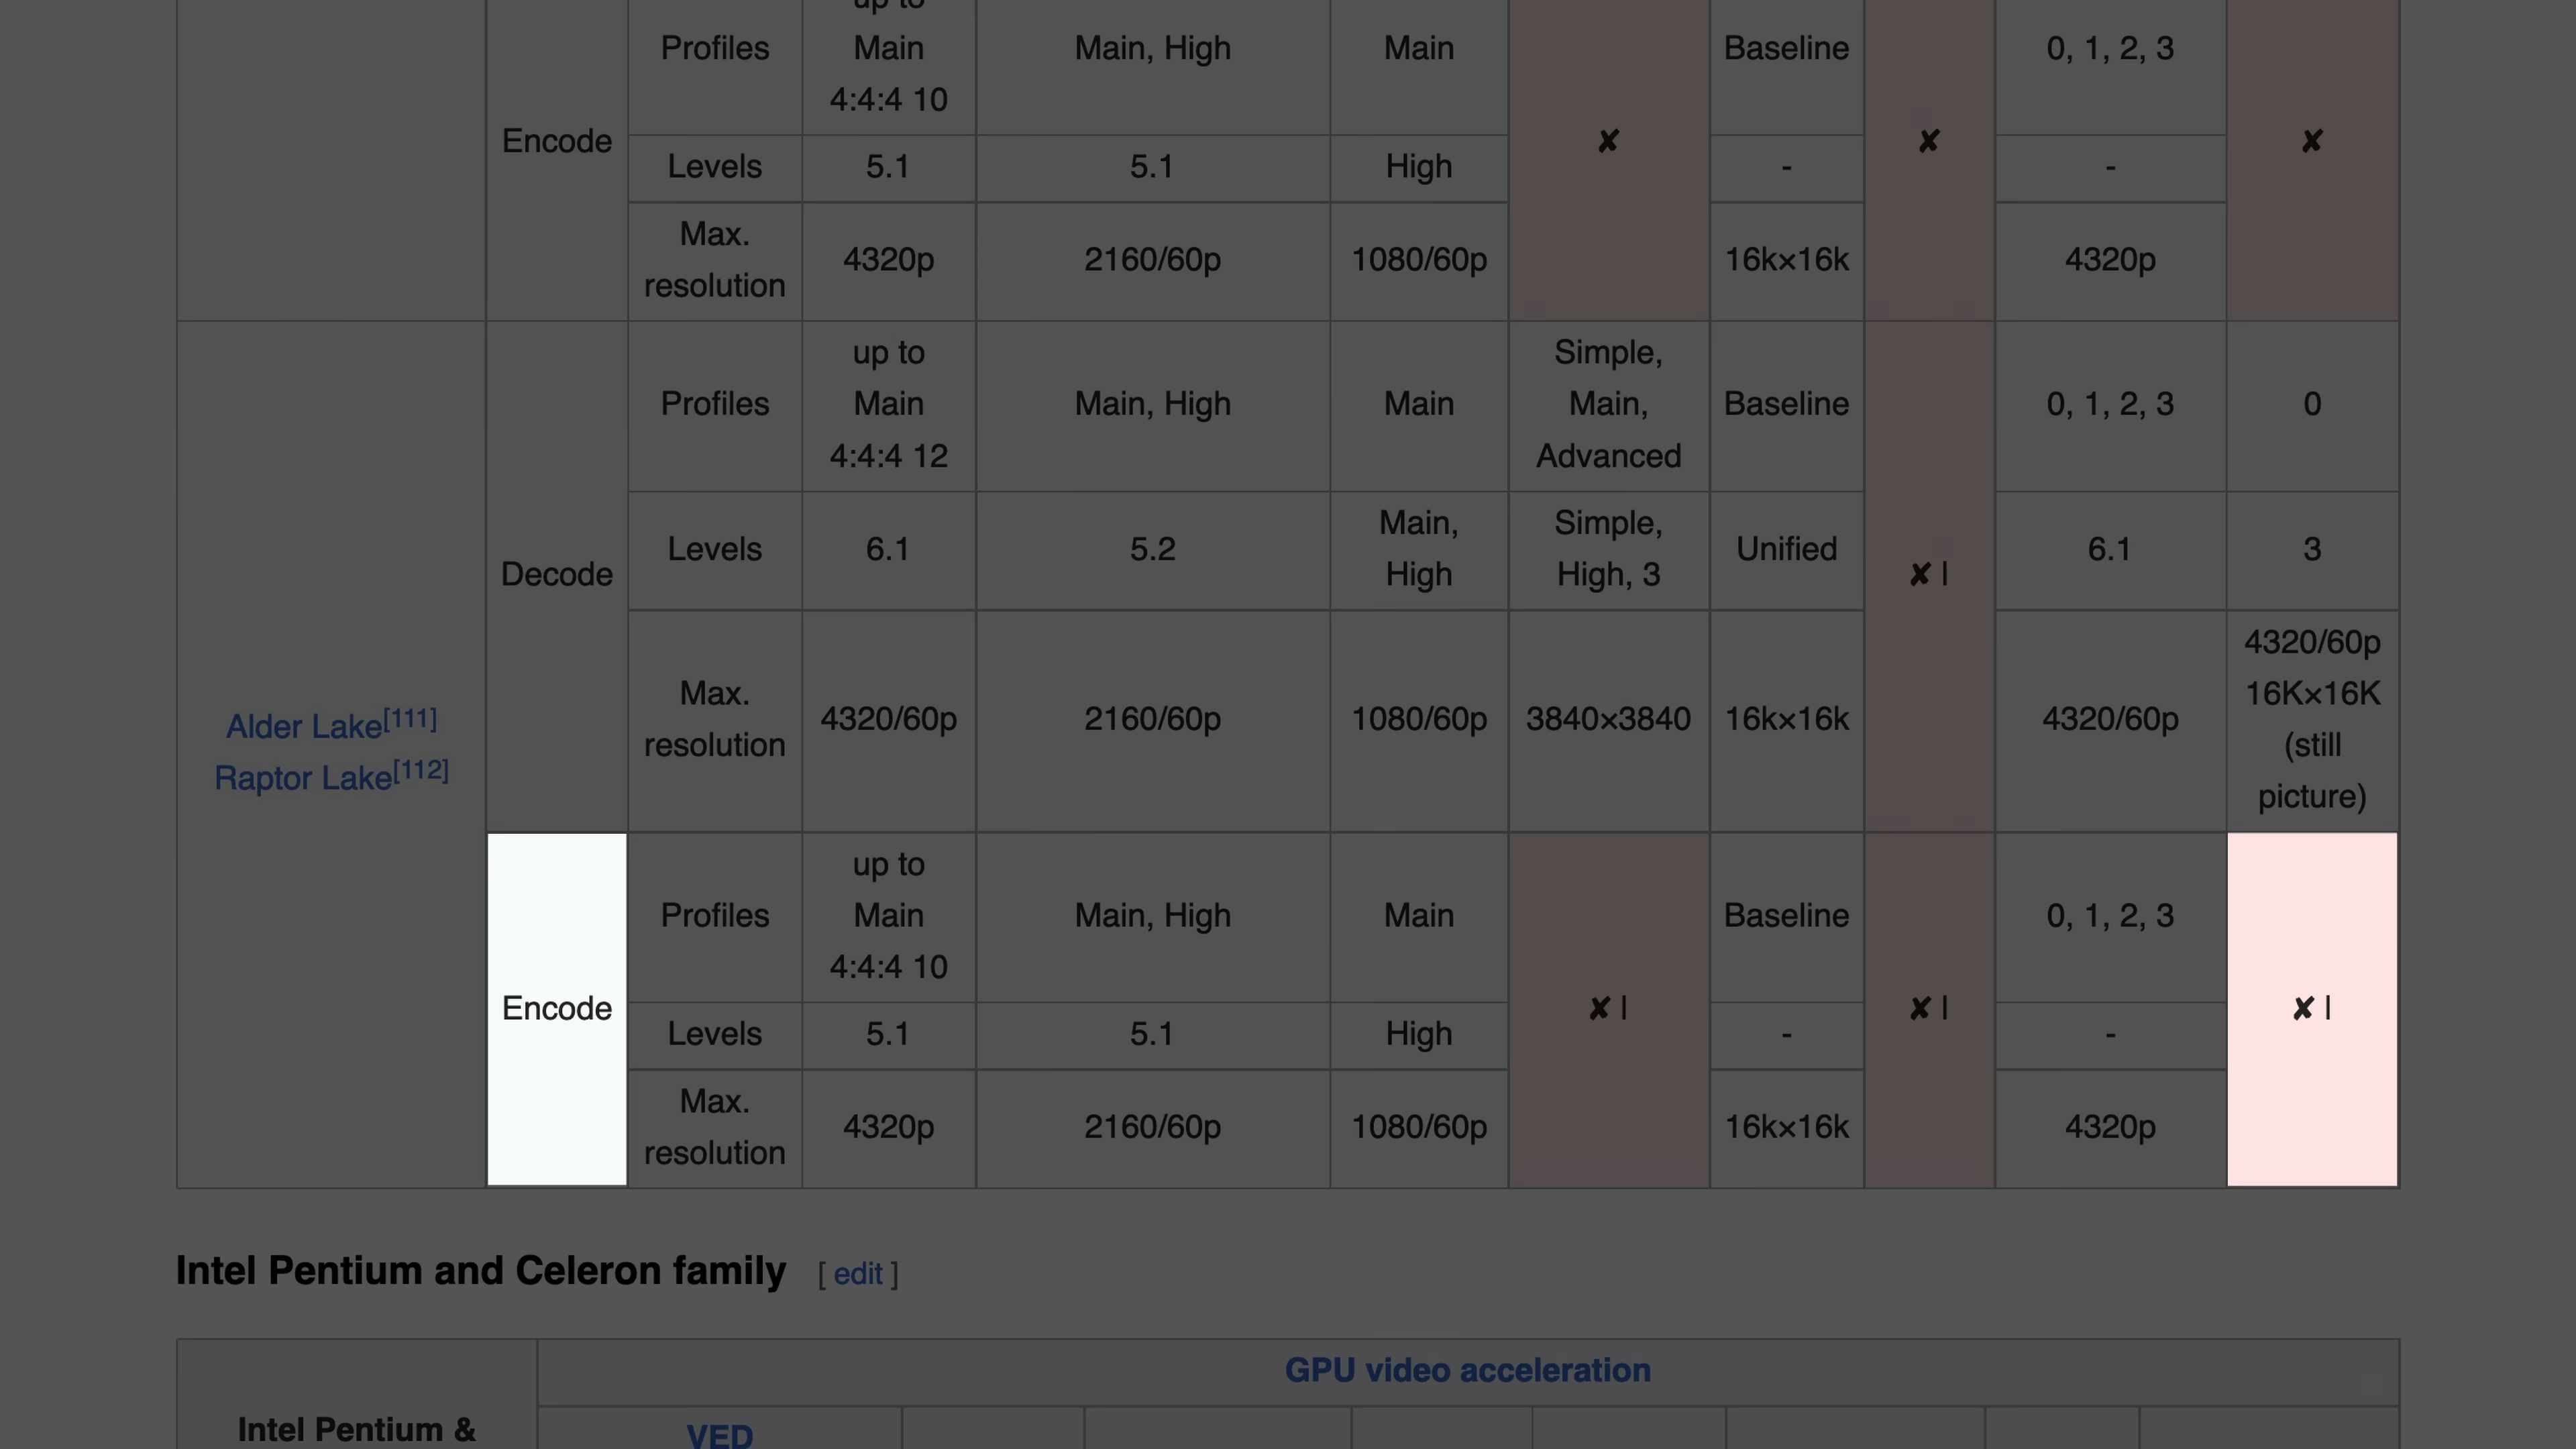 up to
Profiles Main Main, High Main Baseline 0, 1, 2, 3
4:4:4 10
Encode ✘ ✘ ✘
Levels 5.1 5.1 High - -
Max.
resolution 4320p 2160/60p 1080/60p 16k×16k 4320p
up to
Main
4:4:4 12
Profiles Main, High Main
Simple,
Main,
Advanced
Baseline 0, 1, 2, 3 0
Decode
Levels 6.1 5.2
Main,
High
Simple,
High, 3
Unified ✘ | 6.1 3
Alder Lake[111]
Raptor Lake[112]
Max.
resolution
4320/60p 2160/60p 1080/60p 3840×3840 16k×16k 4320/60p
4320/60p
16K×16K
(still
picture)
Encode
Profiles
up to
Main
4:4:4 10
Main, High Main Baseline 0, 1, 2, 3
✘ | ✘ | ✘ |
Levels 5.1 5.1 High - -
Max.
resolution
4320p 2160/60p 1080/60p 16k×16k 4320p
Intel Pentium and Celeron family [ edit ]
GPU video acceleration
Intel Pentium &
VED